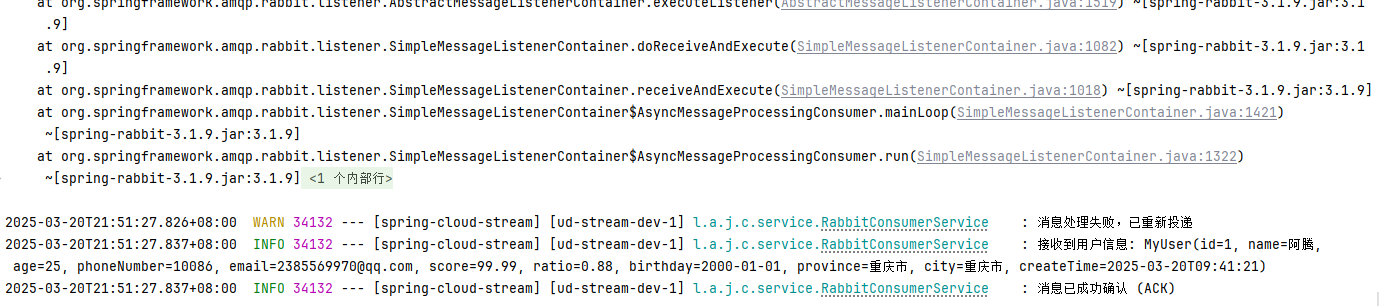 at org.springframework.amqp.rabbit.listener.AbstractMessageListenerContainer.executeListener(AbstractMessageListenerContainer.java:1519) ~[spring-rabbit-3.1.9.jar:3.1
.9]
at org.springframework.amqp.rabbit.listener.SimpleMessageListenerContainer.doReceiveAndExecute(SimpleMessageListenerContainer.java:1082) ~[spring-rabbit-3.1.9.jar:3.1
.9]
at org.springframework.amqp.rabbit.listener.SimpleMessageListenerContainer.receiveAndExecute(SimpleMessageListenerContainer.java:1018) ~[spring-rabbit-3.1.9.jar:3.1.9]
at org.springframework.amqp.rabbit.listener.SimpleMessageListenerContainer$AsyncMessageProcessingConsumer.mainLoop(SimpleMessageListenerContainer.java:1421)
~[spring-rabbit-3.1.9.jar:3.1.9]
at org.springframework.amqp.rabbit.listener.SimpleMessageListenerContainer$AsyncMessageProcessingConsumer.run(SimpleMessageListenerContainer.java:1322)
~[spring-rabbit-3.1.9.jar:3.1.9] <1 个内部行>
2025-03-20T21:51:27.826+08:00  WARN 34132 --- [spring-cloud-stream] [ud-stream-dev-1] l.a.j.c.service.RabbitConsumerService    : 消息处理失败，已重新投递
2025-03-20T21:51:27.837+08:00  INFO 34132 --- [spring-cloud-stream] [ud-stream-dev-1] l.a.j.c.service.RabbitConsumerService    : 接收到用户信息: MyUser(id=1, name=阿腾,
age=25, phoneNumber=10086, email=2385569970@qq.com, score=99.99, ratio=0.88, birthday=2000-01-01, province=重庆市, city=重庆市, createTime=2025-03-20T09:41:21)
2025-03-20T21:51:27.837+08:00  INFO 34132 --- [spring-cloud-stream] [ud-stream-dev-1] l.a.j.c.service.RabbitConsumerService    : 消息已成功确认 (ACK)